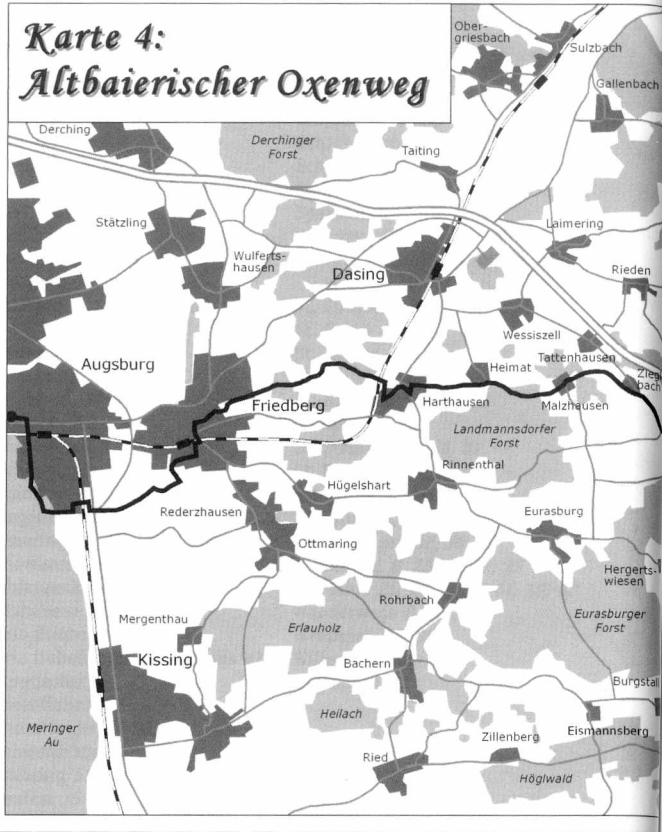 Karte 4:
Altbaierischer Oxenweg
Ober-
griesbach
Sulzbach
Gallenbach
Derching
Derchinger
Forst
Taiting
Stätzling
Laimering
Wulferts-
hausen
Dasing
Rieden
Wessiszell
Tattenhausen
Augsburg
Heimat
Zieg
bach
Friedberg
Harthausen
Malzhausen
Landmannsdorfer
Forst
Rinnenthal
Hügelshart
Rederzhausen
Eurasburg
Ottmaring
Hergerts-
wiesen
Rohrbach
Mergenthau
Erlauholz
Eurasburger
Forst
Kissing
Bachern
Burgstall
Heilach
Meringer
Au
Zillenberg
Eismannsberg
Ried
Höglwald